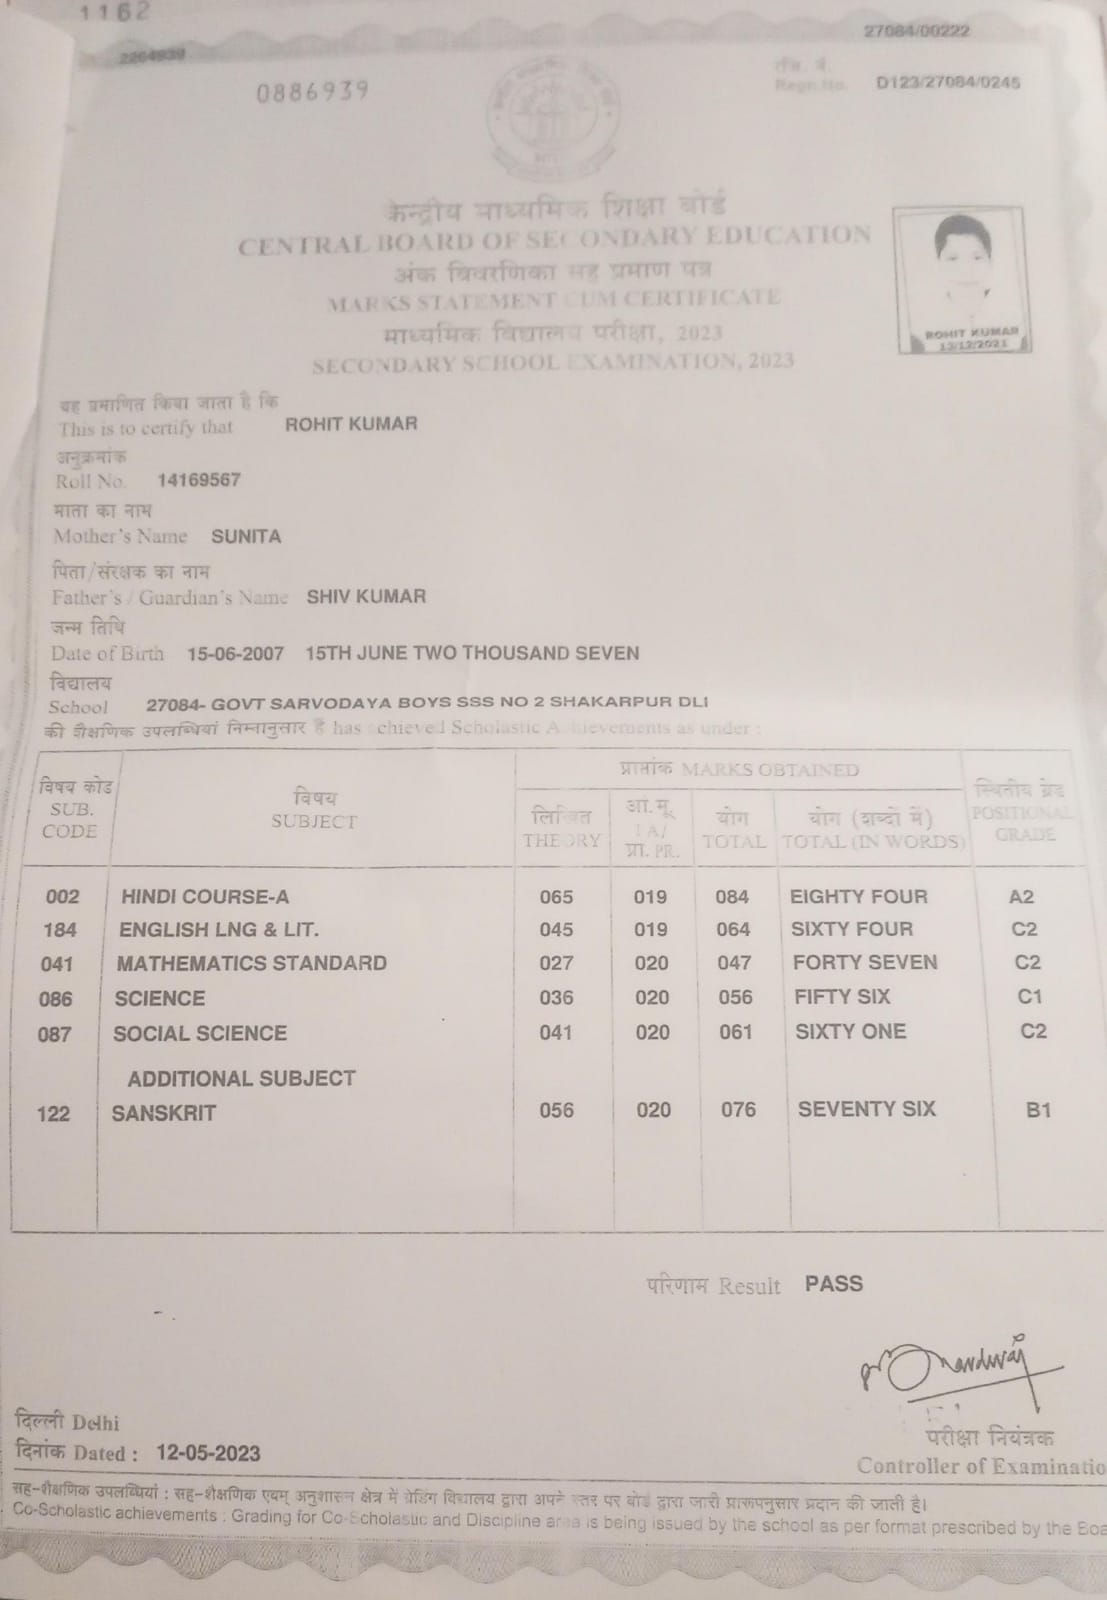 1162
27084/00222
2264939
0886939
रजि. नं.
Regn.No. D123/27084/0245
केन्द्रीय माध्यमिक शिक्षा बोर्ड
CENTRAL BOARD OF SECONDARY EDUCATION
अंक विवरणिका सह प्रमाण पत्र
MARKS STATEMENT CUM CERTIFICATE
माध्यमिक विद्यालय परीक्षा, 2023
SECONDARY SCHOOL EXAMINATION, 2023
ROHIT KUMAR
13/12/2021
यह प्रमाणित किया जाता है कि
This is to certify that ROHIT KUMAR
अनुक्रमांक
Roll No. 14169567
माता का नाम
Mother's Name SUNITA
पिता/संरक्षक का नाम
Father's / Guardian's Name SHIV KUMAR
जन्म तिथि
Date of Birth 15-06-2007 15TH JUNE TWO THOUSAND SEVEN
विद्यालय
School 27084- GOVT SARVODAYA BOYS SSS NO 2 SHAKARPUR DLI
की शैक्षणिक उपलब्धियां निम्नानुसार हैं has achieved Scholastic Achievements as under :
विषय कोड
SUB.
CODE
विषय
SUBJECT
प्राप्तांक MARKS OBTAINED
लिखित
THEORY
आ.मू.
I A/
प्रा. PR.
योग
TOTAL
योग (शब्दों में)
TOTAL (IN WORDS)
स्थितीय ग्रेड
POSITIONAL
GRADE
002 HINDI COURSE-A 065 019 084 EIGHTY FOUR A2
184 ENGLISH LNG & LIT. 045 019 064 SIXTY FOUR C2
041 MATHEMATICS STANDARD 027 020 047 FORTY SEVEN C2
086 SCIENCE 036 020 056 FIFTY SIX C1
087 SOCIAL SCIENCE 041 020 061 SIXTY ONE C2
ADDITIONAL SUBJECT
122 SANSKRIT 056 020 076 SEVENTY SIX B1
परिणाम Result PASS
दिल्ली Delhi
दिनांक Dated : 12-05-2023
परीक्षा नियंत्रक
Controller of Examinatio
सह-शैक्षणिक उपलब्धियां : सह-शैक्षणिक एवम् अनुशासन क्षेत्र में ग्रेडिंग विद्यालय द्वारा अपने स्तर पर बोर्ड द्वारा जारी प्रारूपनुसार प्रदान की जाती है।
Co-Scholastic achievements : Grading for Co-Scholastic and Discipline area is being issued by the school as per format prescribed by the Boa